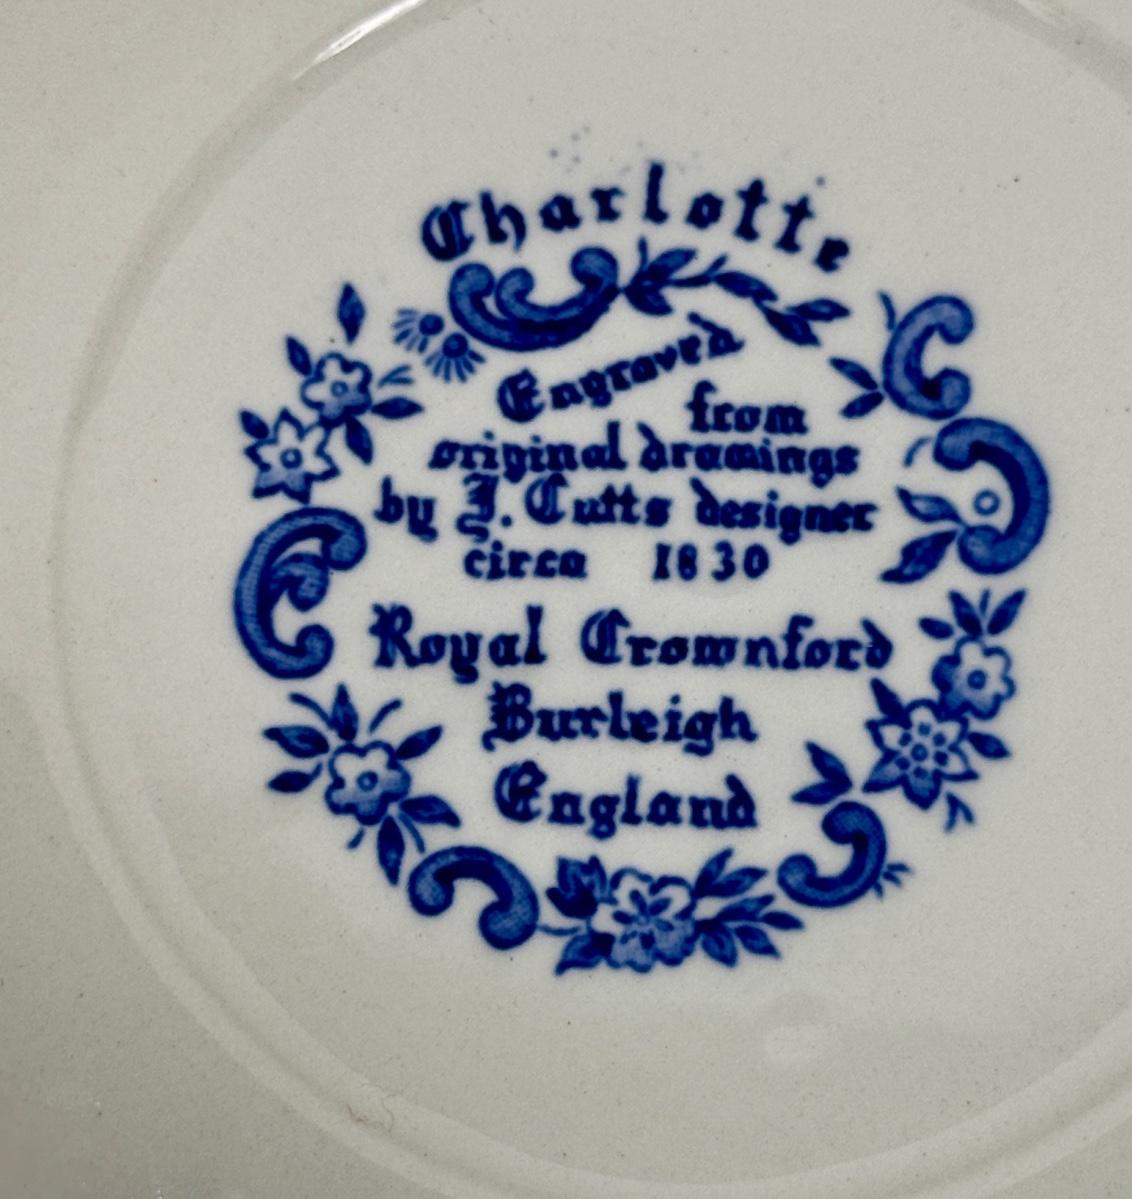 Charlotte
Engraved
from
original drawings
by J. Cutts designer
circa 1830
Royal Crownford
Burleigh
England